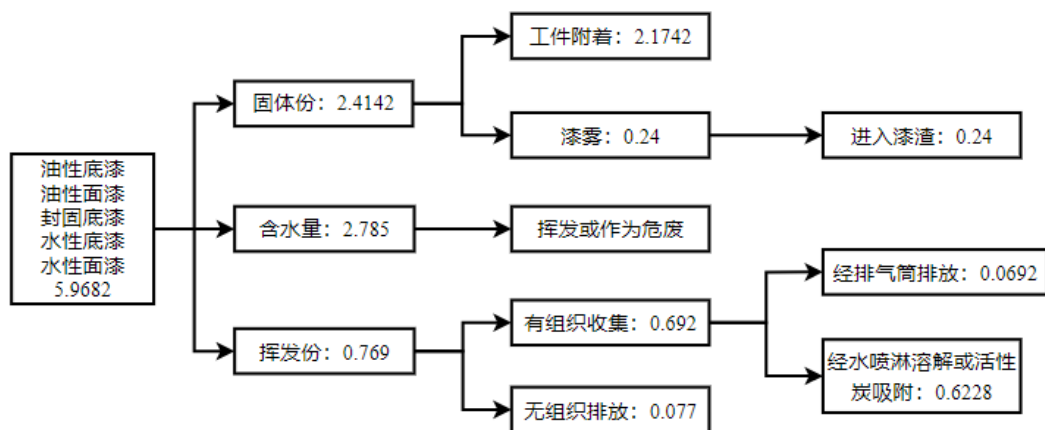 油性底漆
油性面漆
封固底漆
水性底漆
水性面漆
5.9682
固体份：2.4142
工件附着：2.1742
漆雾：0.24
进入漆渣：0.24
含水量：2.785
挥发或作为危废
挥发份：0.769
有组织收集：0.692
经排气筒排放：0.0692
经水喷淋溶解或活性
炭吸附：0.6228
无组织排放：0.077